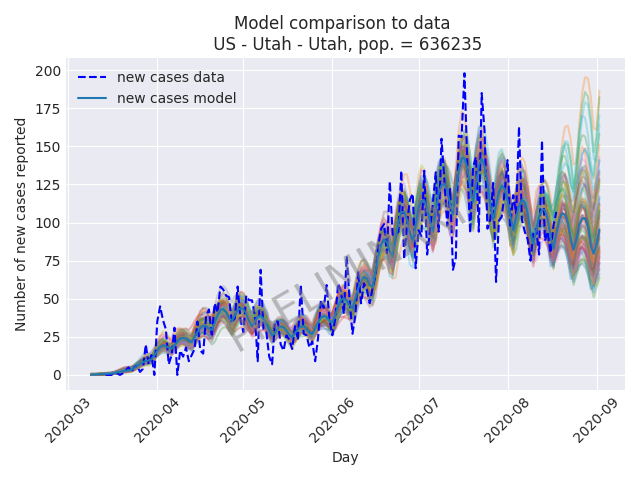 Model comparison to data
US - Utah - Utah, pop. = 636235
Number of new cases reported
200
175
150
125
100
75
50
25
0
new cases data
new cases model
PRELIMINARY
2020-03
2020-04
2020-05
2020-06
2020-07
2020-08
2020-09
Day